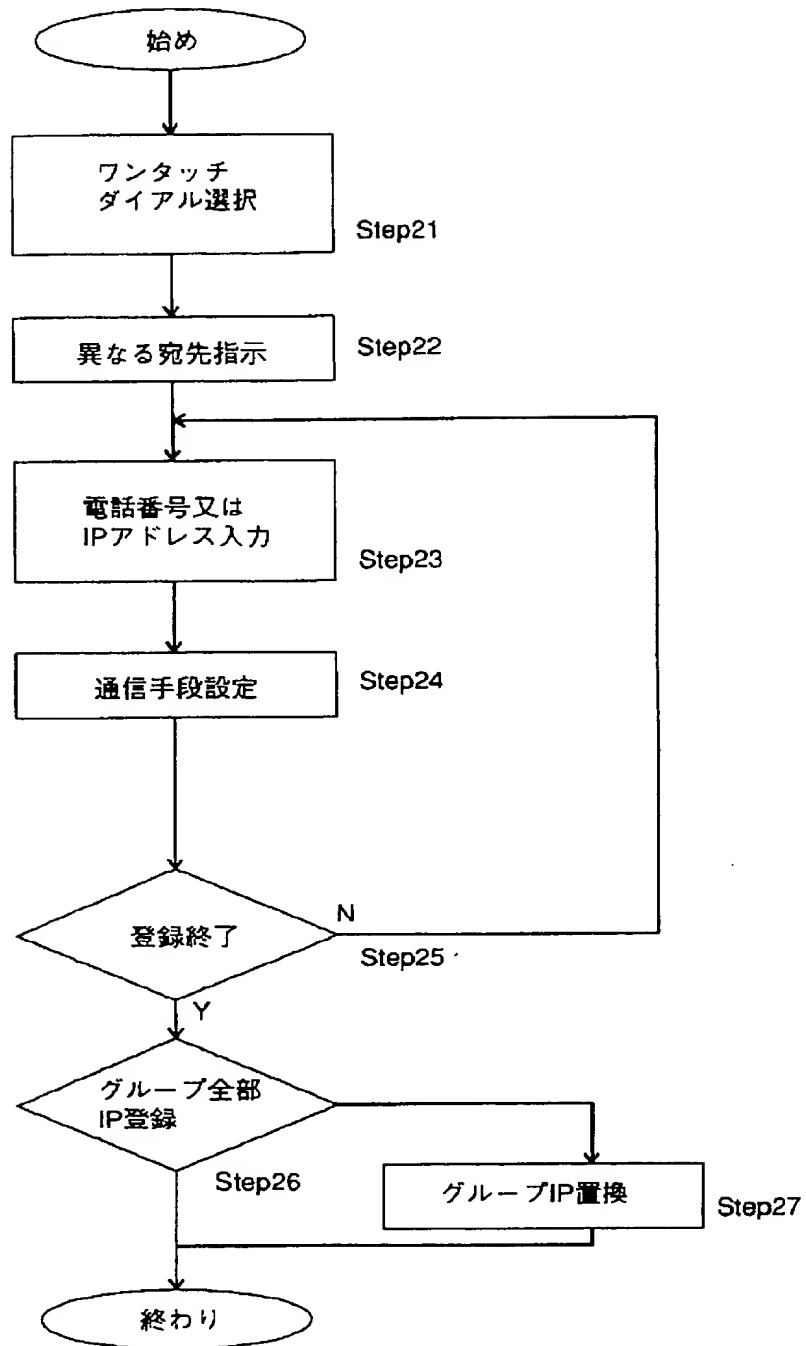 始め
ワンタッチ
ダイアル選択
Step21
異なる宛先指示
Step22
電話番号又は
IPアドレス入力
Step23
通信手段設定
Step24
登録終了
N
Step25
Y
グループ全部
IP登録
Step26
グループIP置換
Step27
終わり